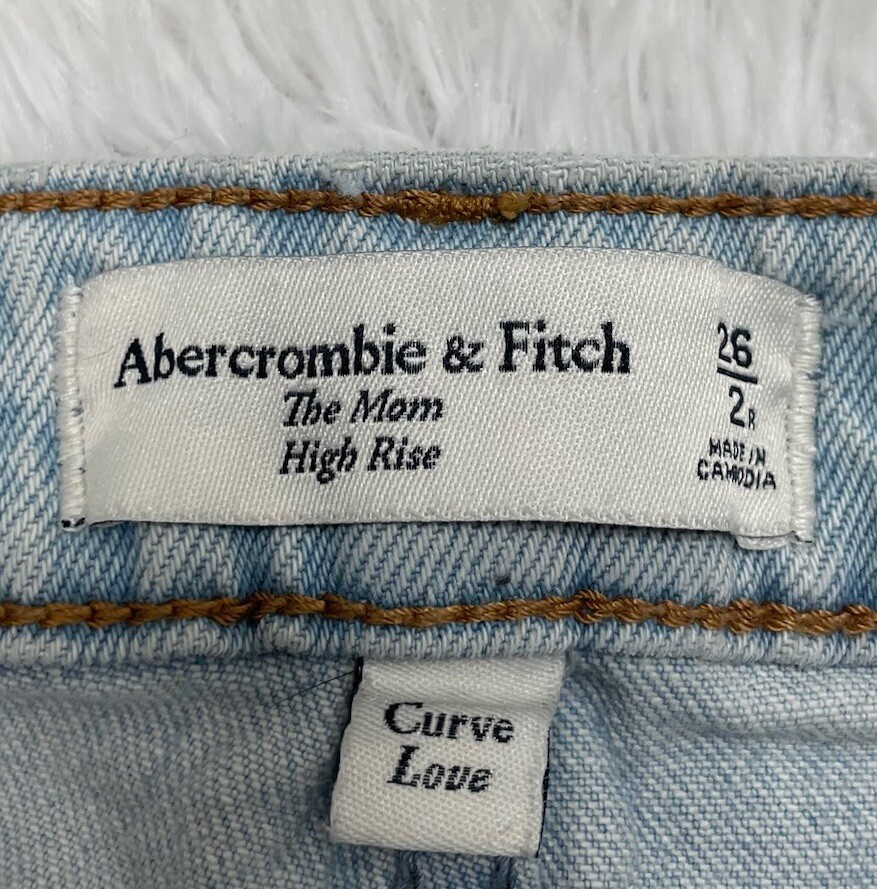 Abercrombie & Fitch
The Mom
High Rise
26
2R
MADE IN
CAMBODIA
Curve
Love